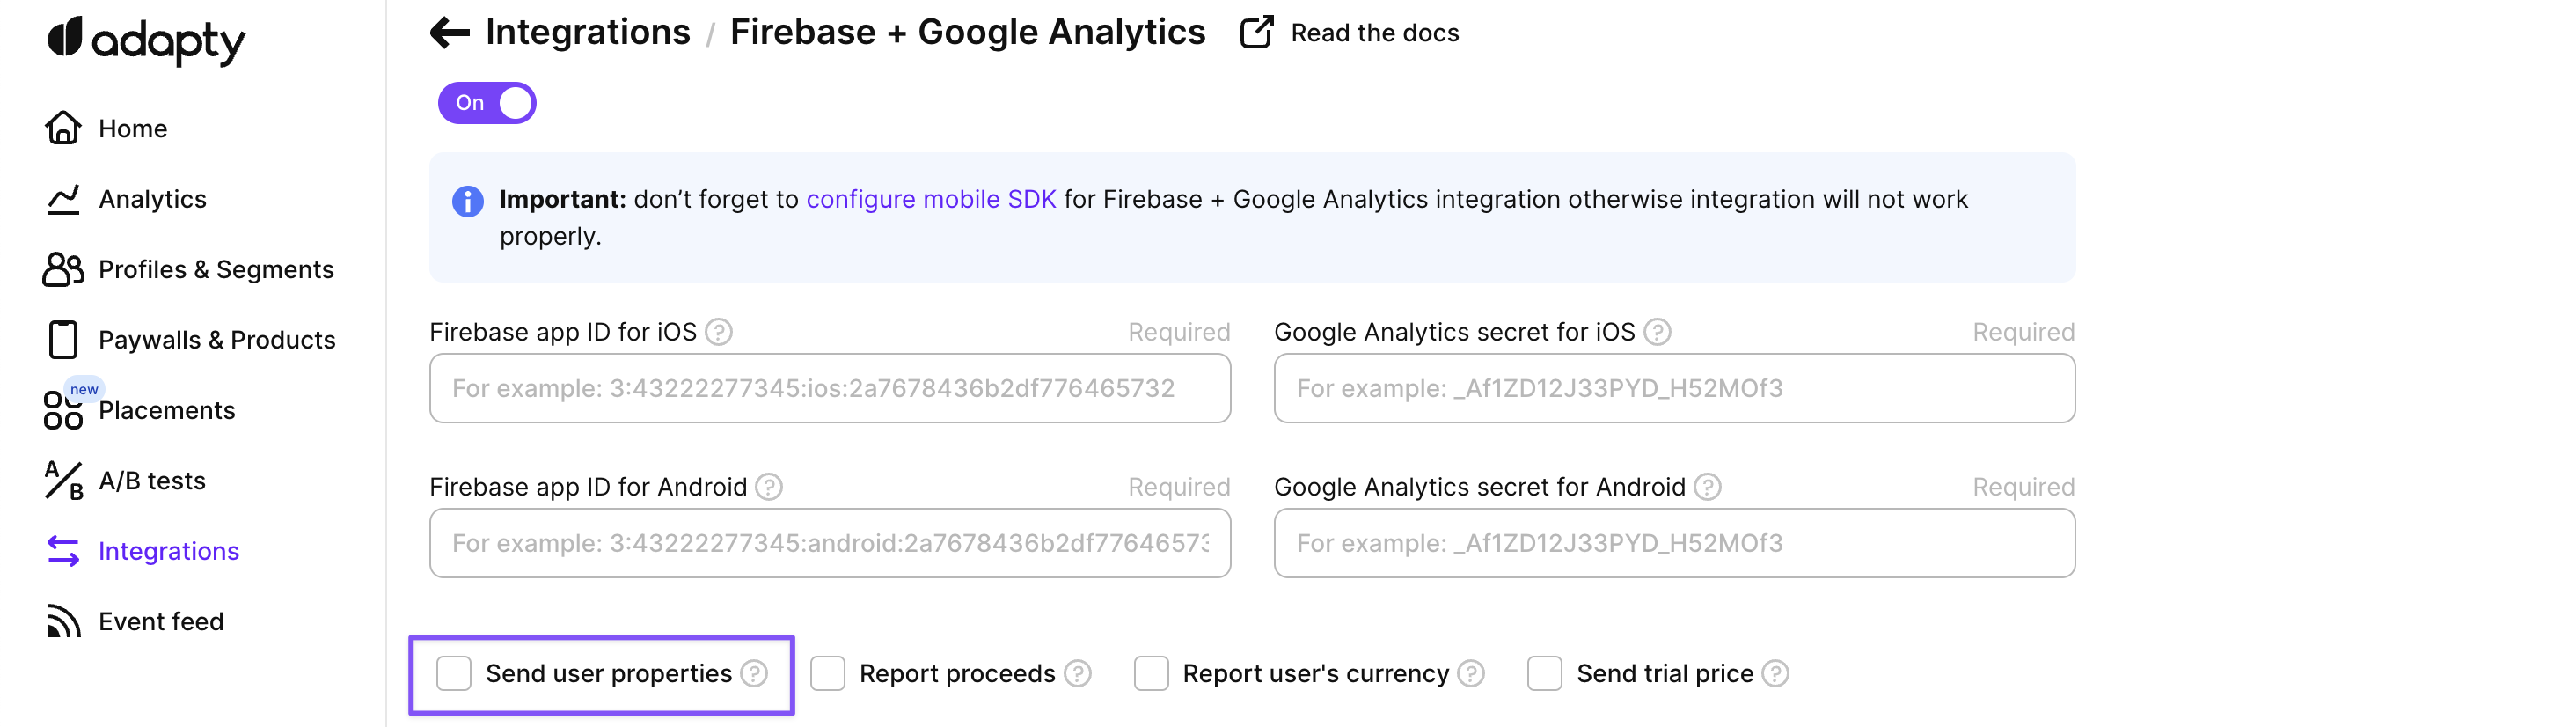 adapty
Integrations / Firebase + Google Analytics
Read the docs
On
Home
Analytics
Profiles & Segments
Paywalls & Products
new
Placements
A/B tests
Integrations
Event feed
Important: don’t forget to configure mobile SDK for Firebase + Google Analytics integration otherwise integration will not work
properly.
Firebase app ID for iOS ? Required
For example: 3:43222277345:ios:2a7678436b2df776465732
Google Analytics secret for iOS ? Required
For example: _Af1ZD12J33PYD_H52MOf3
Firebase app ID for Android ? Required
For example: 3:43222277345:android:2a7678436b2df77646573
Google Analytics secret for Android ? Required
For example: _Af1ZD12J33PYD_H52MOf3
Send user properties ?
Report proceeds ?
Report user's currency ?
Send trial price ?